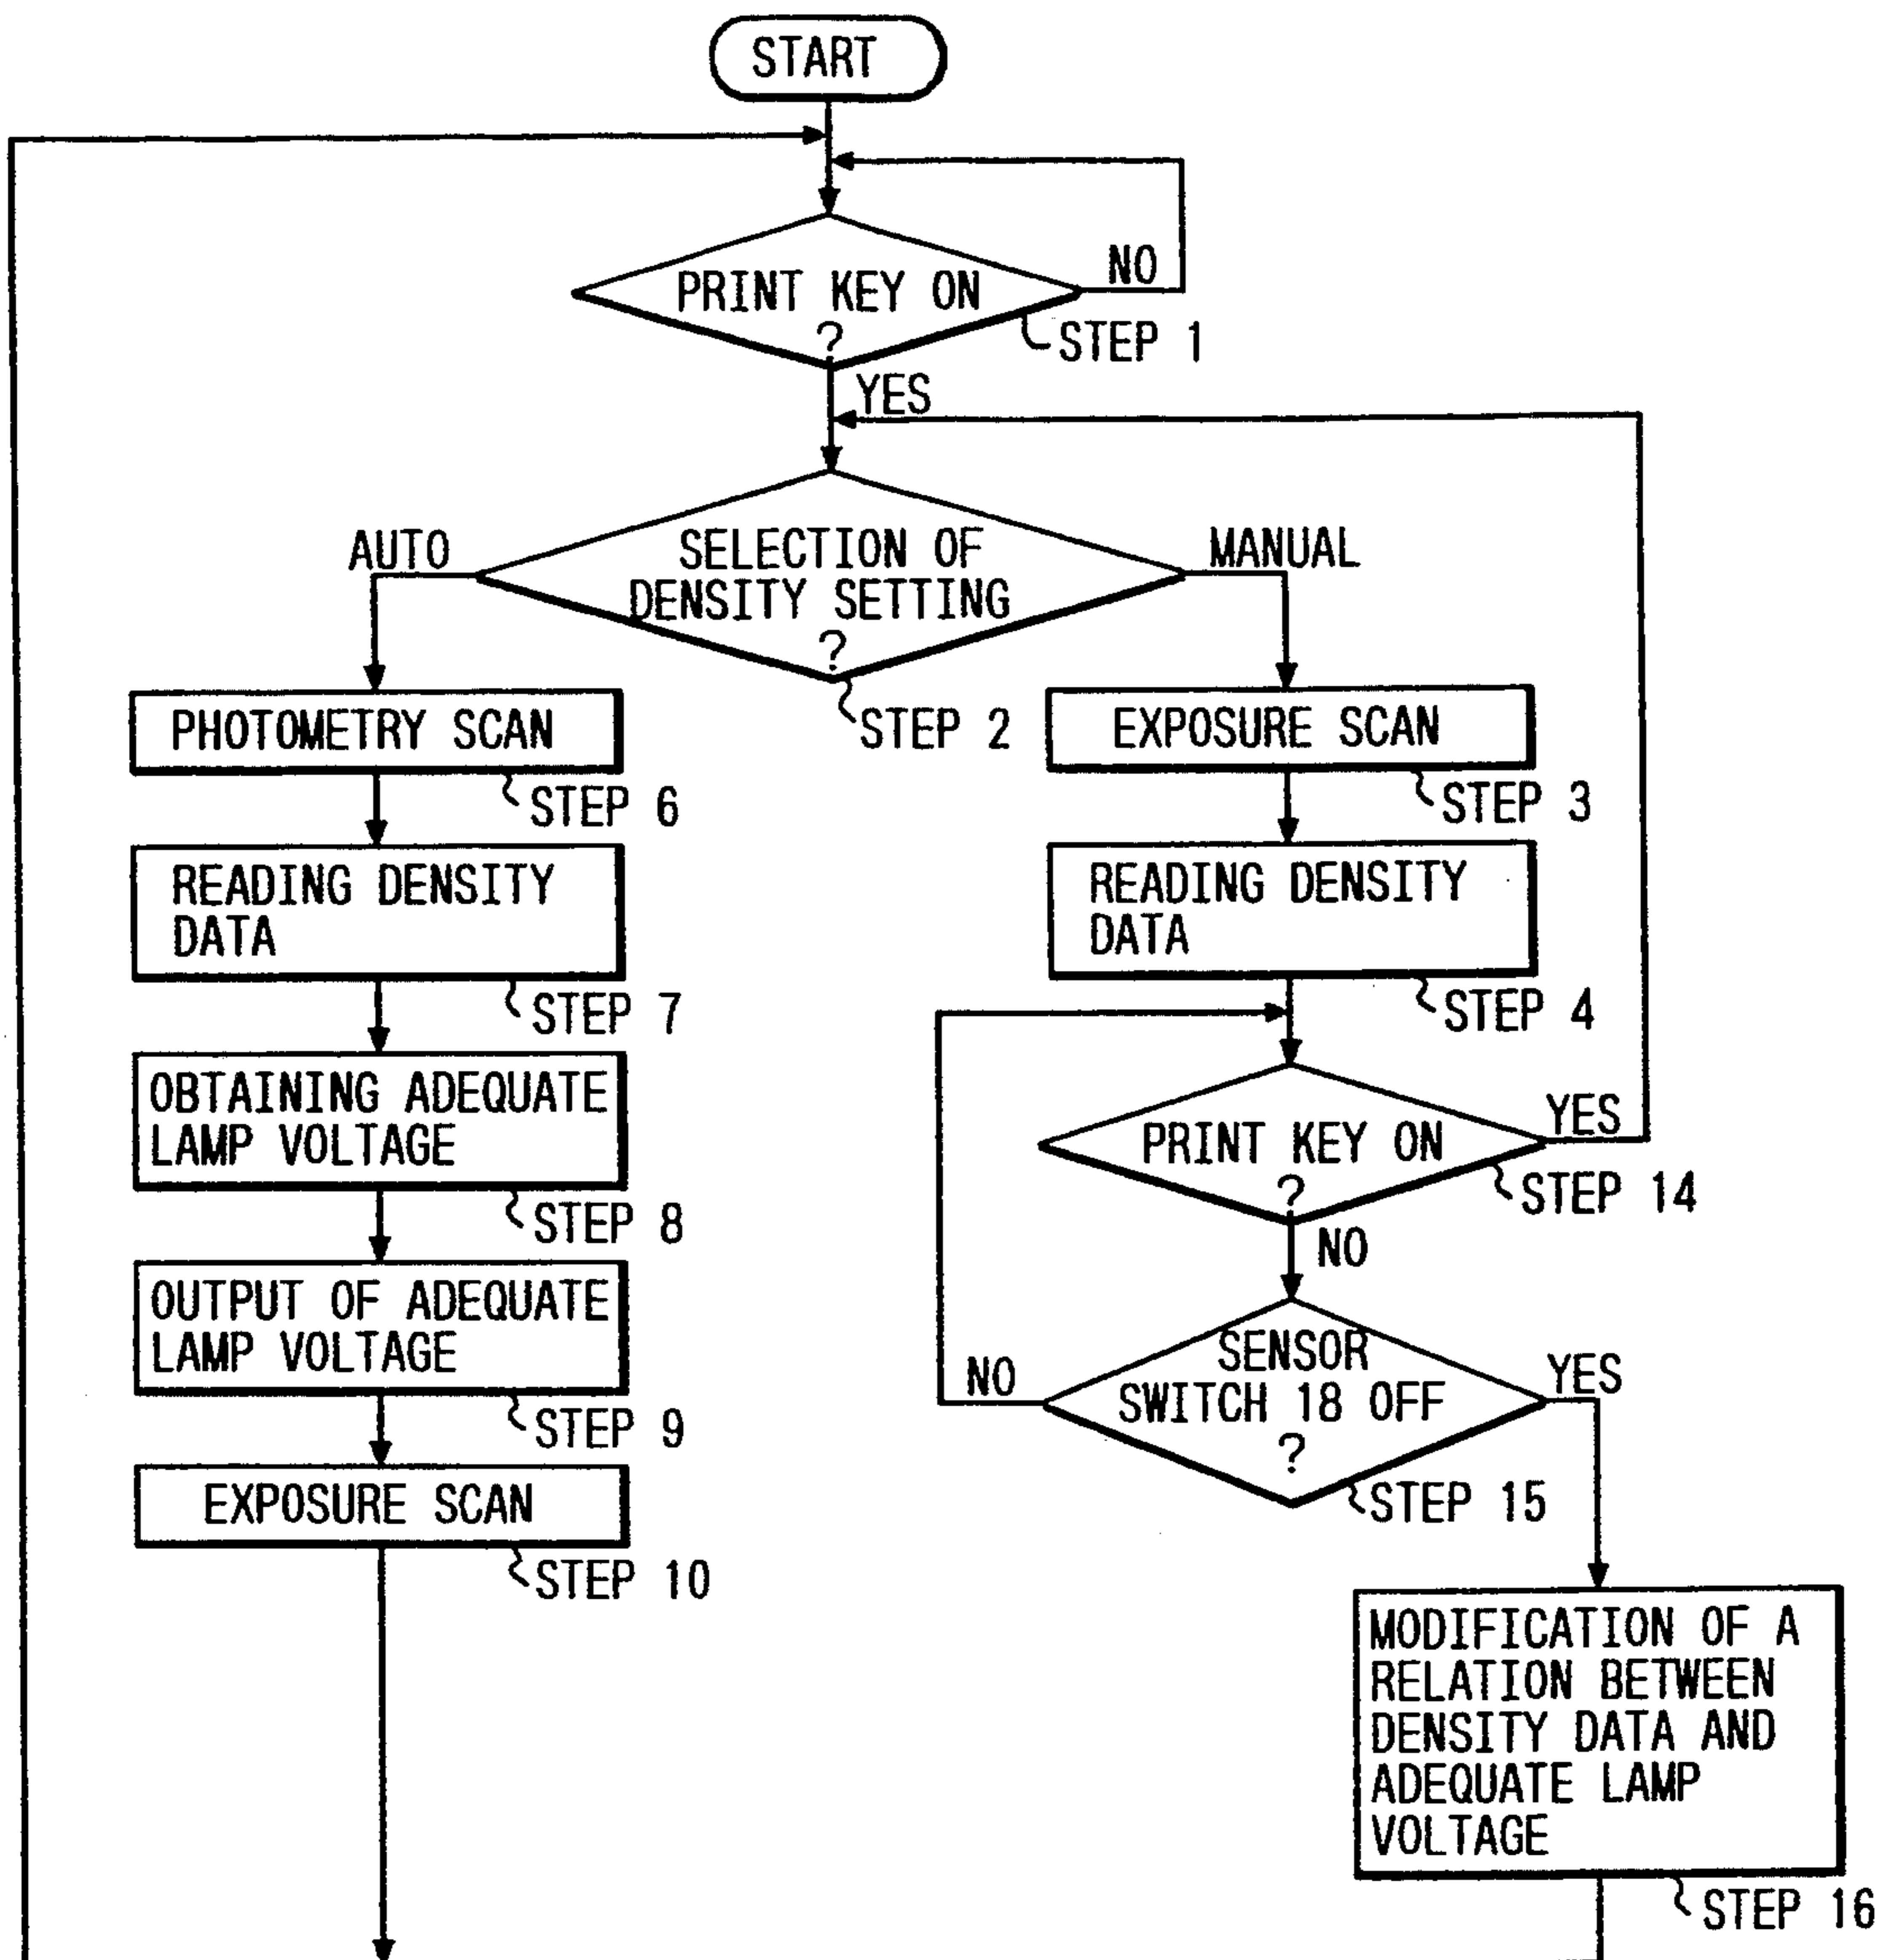 START
PRINT KEY ON
?
NO
STEP 1
YES
SELECTION OF
DENSITY SETTING
?
AUTO
MANUAL
STEP 2
PHOTOMETRY SCAN
STEP 6
READING DENSITY
DATA
STEP 7
OBTAINING ADEQUATE
LAMP VOLTAGE
STEP 8
OUTPUT OF ADEQUATE
LAMP VOLTAGE
STEP 9
EXPOSURE SCAN
STEP 10
EXPOSURE SCAN
STEP 3
READING DENSITY
DATA
STEP 4
PRINT KEY ON
?
YES
STEP 14
NO
SENSOR
SWITCH 18 OFF
?
NO
YES
STEP 15
MODIFICATION OF A
RELATION BETWEEN
DENSITY DATA AND
ADEQUATE LAMP
VOLTAGE
STEP 16